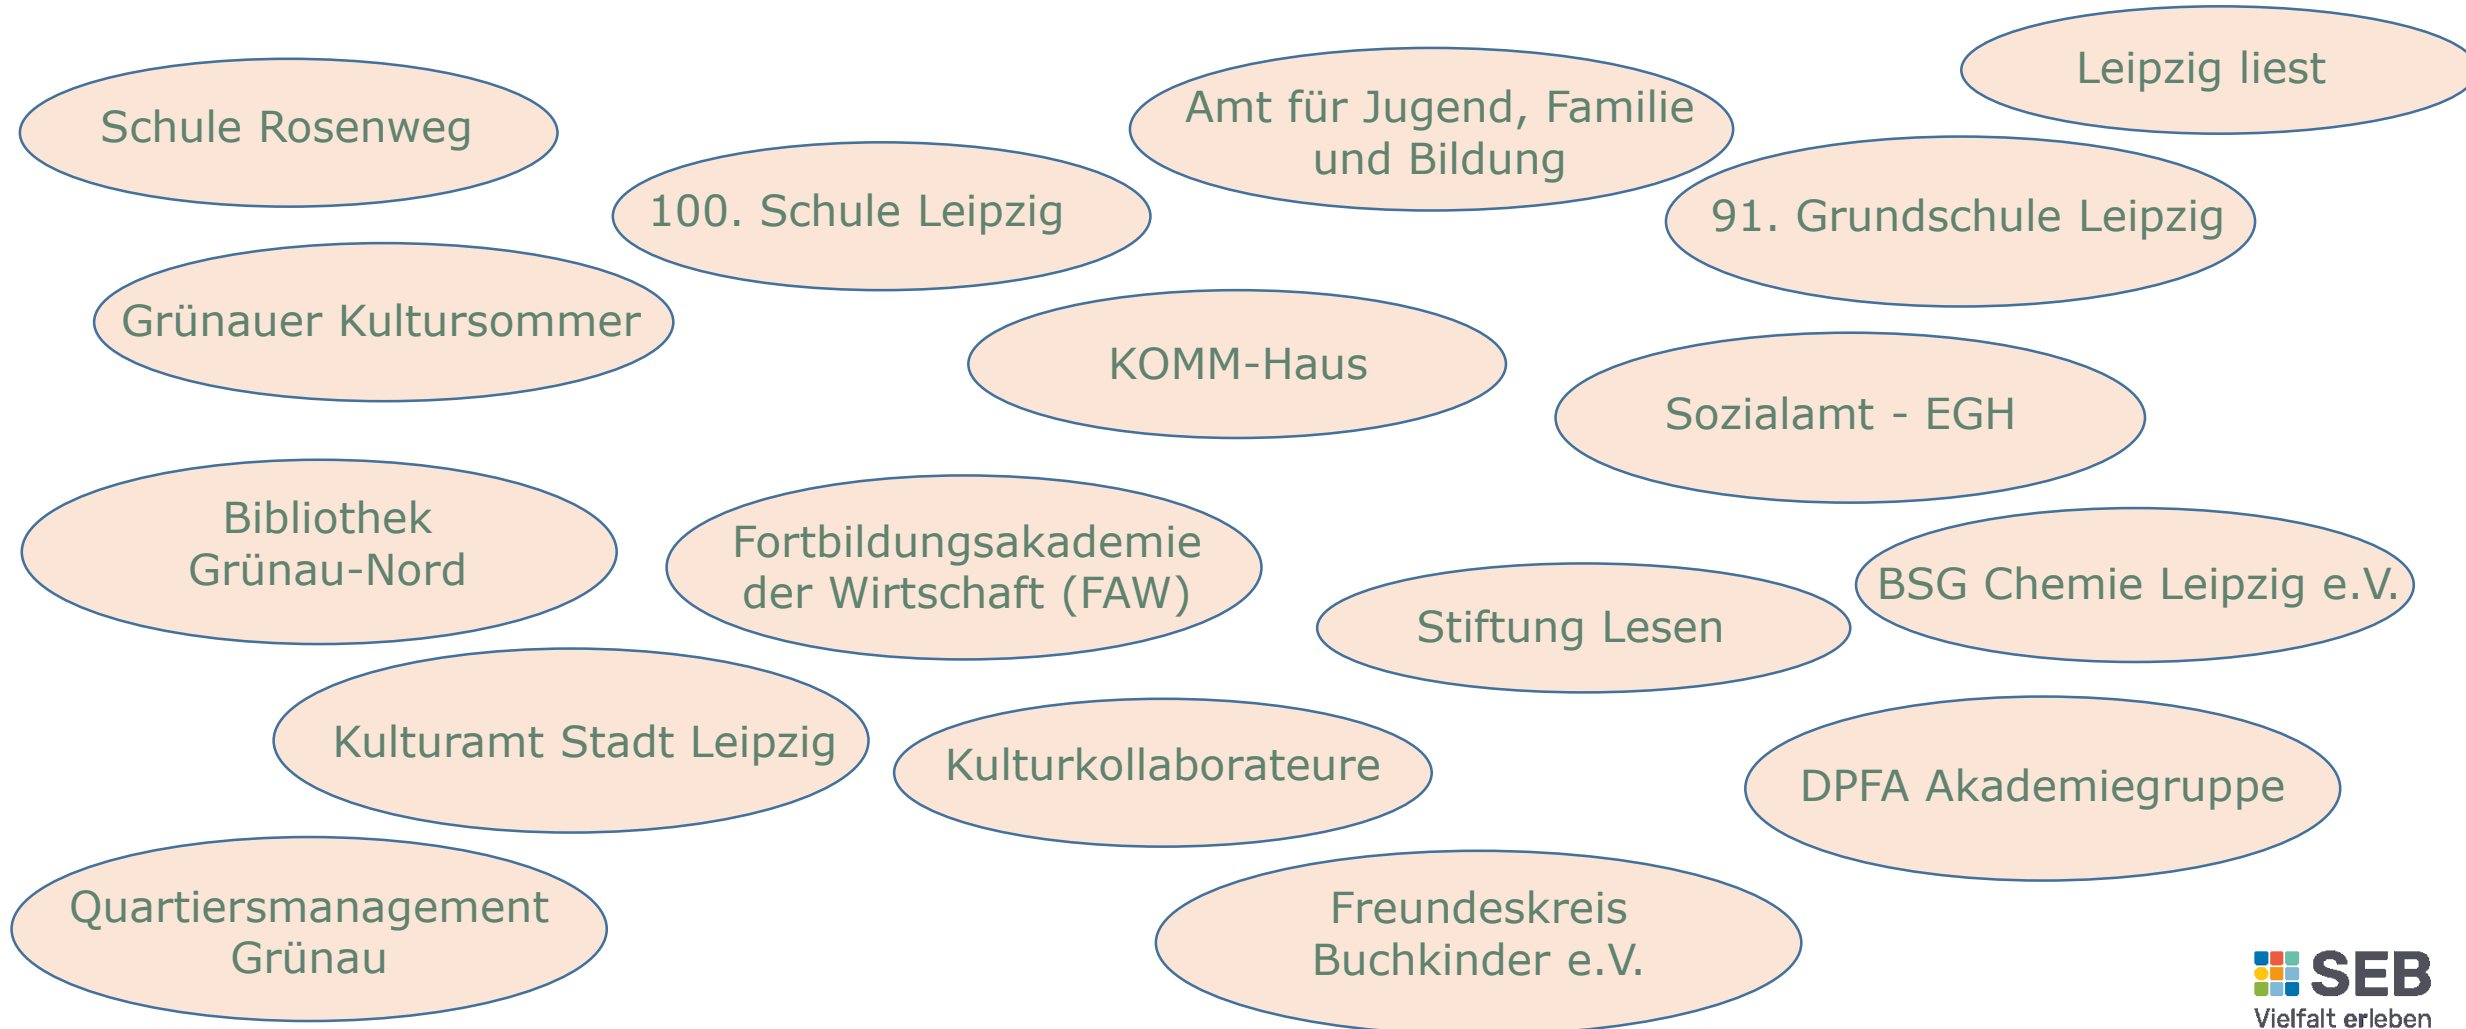 Leipzig liest
Schule Rosenweg
Amt für Jugend, Familie
und Bildung
100. Schule Leipzig
91. Grundschule Leipzig
Grünauer Kultursommer
KOMM-Haus
Sozialamt - EGH
Bibliothek
Grünau-Nord
Fortbildungsakademie
der Wirtschaft (FAW)
BSG Chemie Leipzig e.V.
Stiftung Lesen
Kulturamt Stadt Leipzig
Kulturkollaborateure
DPFA Akademiegruppe
Quartiersmanagement
Grünau
Freundeskreis
Buchkinder e.V.
SEB
Vielfalt erleben